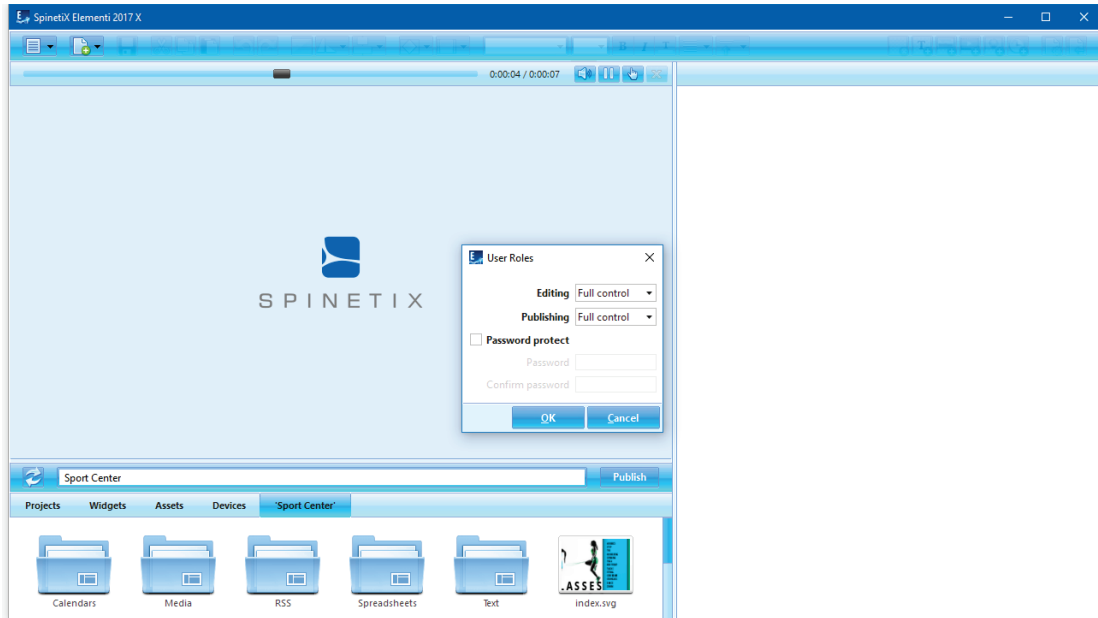 SpinetiX Elementi 2017 X
B I T
0:00:04 / 0:00:07
SPINETIX
User Roles
Editing Full control
Publishing Full control
Password protect
Password
Confirm password
OK Cancel
Sport Center Publish
Projects Widgets Assets Devices 'Sport Center'
.ASSES
Calendars Media RSS Spreadsheets Text index.svg